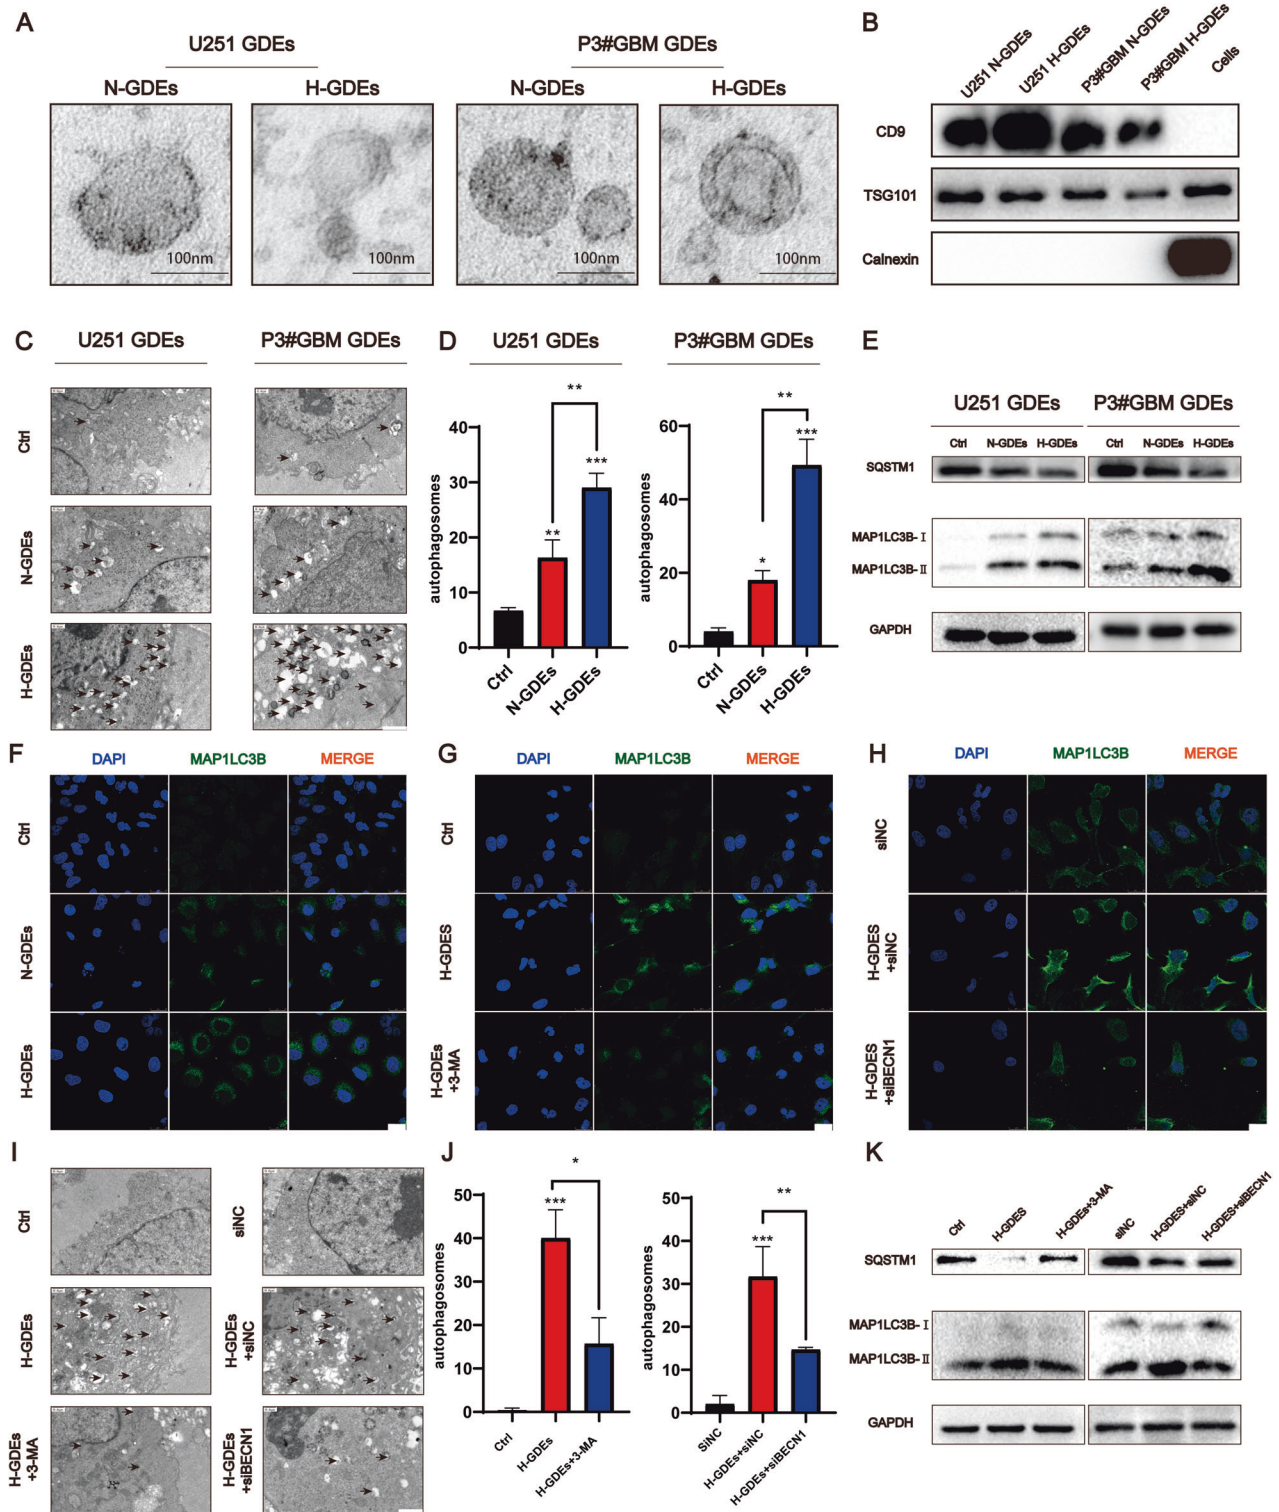 A
U251 GDEs
P3#GBM GDEs
N-GDEs
H-GDEs
N-GDEs
H-GDEs
100nm
100nm
100nm
100nm
B
U251 N-GDEs
U251 H-GDEs
P3#GBM N-GDEs
P3#GBM H-GDEs
Cells
CD9
TSG101
Calnexin
C
U251 GDEs
P3#GBM GDEs
Ctrl
N-GDEs
H-GDEs
D
U251 GDEs
P3#GBM GDEs
autophagosomes
40
30
20
10
0
**
***
**
Ctrl
N-GDEs
H-GDEs
autophagosomes
60
40
20
0
*
***
**
Ctrl
N-GDEs
H-GDEs
E
U251 GDEs
P3#GBM GDEs
Ctrl
N-GDEs
H-GDEs
Ctrl
N-GDEs
H-GDEs
SQSTM1
MAP1LC3B-Ⅰ
MAP1LC3B-Ⅱ
GAPDH
F
DAPI
MAP1LC3B
MERGE
Ctrl
N-GDEs
H-GDEs
G
DAPI
MAP1LC3B
MERGE
Ctrl
H-GDES
H-GDEs
+3-MA
H
DAPI
MAP1LC3B
MERGE
siNC
H-GDES
+siNC
H-GDES
+siBECN1
I
Ctrl
H-GDEs
H-GDEs
+3-MA
siNC
H-GDEs
+siNC
H-GDEs
+siBECN1
J
autophagosomes
50
40
30
20
10
0
***
*
Ctrl
H-GDEs
H-GDEs+3-MA
autophagosomes
50
40
30
20
10
0
***
**
SiNC
H-GDEs+siNC
H-GDEs+siBECN1
K
Ctrl
H-GDES
H-GDEs+3-MA
siNC
H-GDES+siNC
H-GDES+siBECN1
SQSTM1
MAP1LC3B-Ⅰ
MAP1LC3B-Ⅱ
GAPDH